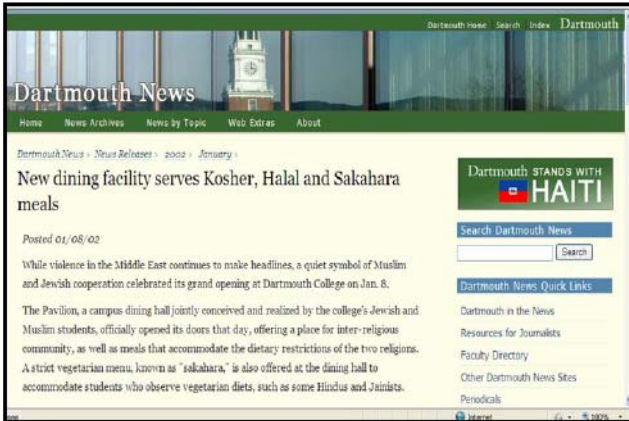 Dartmouth Home Search Index Dartmouth
Dartmouth News
Home News Archives News by Topic Web Extras About
Dartmouth News > News Releases > 2002 > January >
New dining facility serves Kosher, Halal and Sakahara
meals
Posted 01/08/02
While violence in the Middle East continues to make headlines, a quiet symbol of Muslim
and Jewish cooperation celebrated its grand opening at Dartmouth College on Jan. 8.
The Pavilion, a campus dining hall jointly conceived and realized by the college's Jewish and
Muslim students, officially opened its doors that day, offering a place for inter-religious
community, as well as meals that accommodate the dietary restrictions of the two religions.
A strict vegetarian menu, known as "sakahara," is also offered at the dining hall to
accommodate students who observe vegetarian diets, such as some Hindus and Jainists.
Dartmouth STANDS WITH
HAITI
Search Dartmouth News
Search
Dartmouth News Quick Links
Dartmouth in the News
Resources for Journalists
Faculty Directory
Other Dartmouth News Sites
Periodicals
Internet 100%